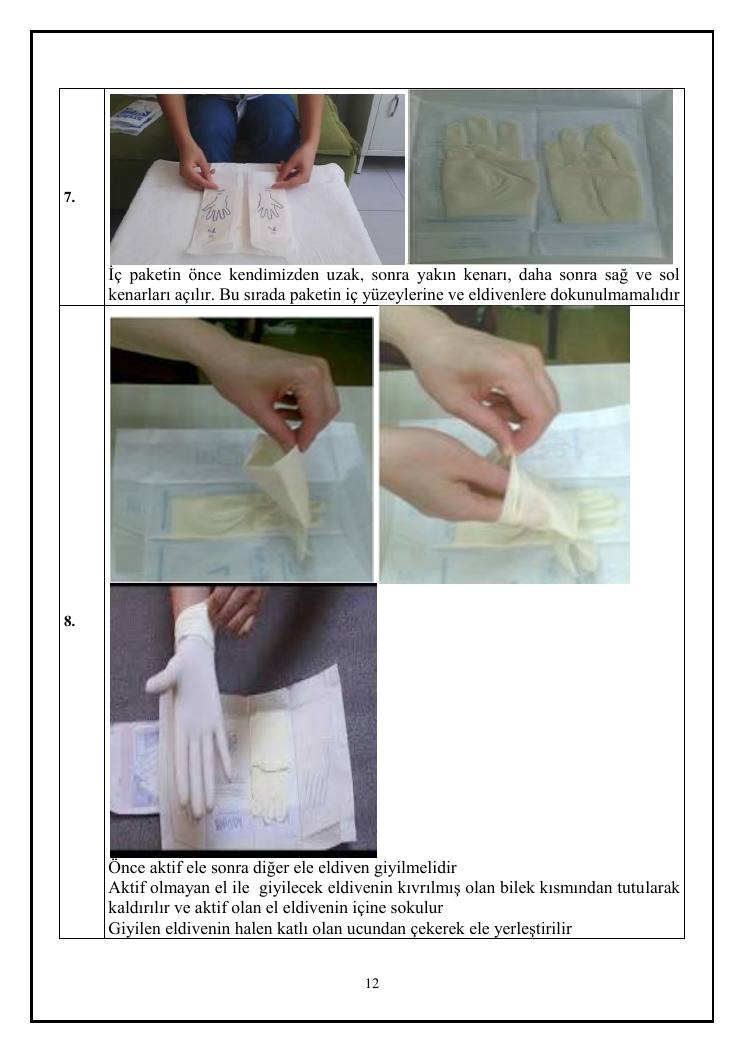 7.
İç paketin önce kendimizden uzak, sonra yakın kenarı, daha sonra sağ ve sol
kenarları açılır. Bu sırada paketin iç yüzeylerine ve eldivenlere dokunulmamalıdır
8.
Önce aktif ele sonra diğer ele eldiven giyilmelidir
Aktif olmayan el ile  giyilecek eldivenin kıvrılmış olan bilek kısmından tutularak
kaldırılır ve aktif olan el eldivenin içine sokulur
Giyilen eldivenin halen katlı olan ucundan çekerek ele yerleştirilir
12